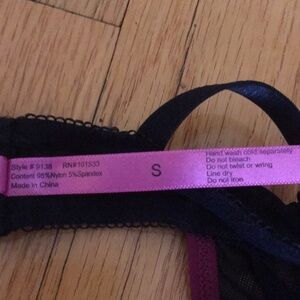 Style # 9138 RN#101533
Content 95%Nylon 5%Spandex
Made in China
S
Hand wash cold separately
Do not bleach
Do not twist or wring
Line dry
Do not iron